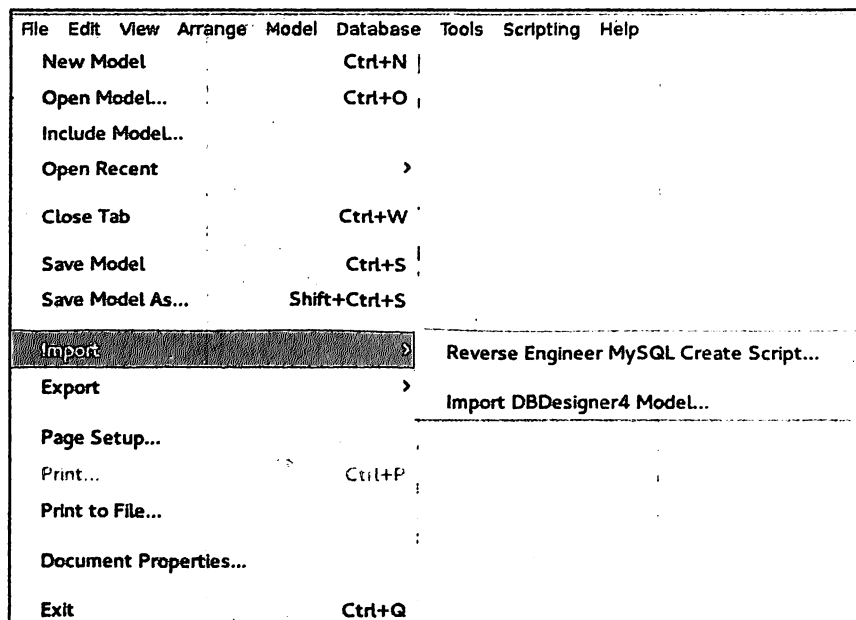 File Edit View Arrange Model Database Tools Scripting Help
New Model Ctrl+N
Open Model... Ctrl+O
Include Model...
Open Recent >
Close Tab Ctrl+W
Save Model Ctrl+S
Save Model As... Shift+Ctrl+S
Import >
Reverse Engineer MySQL Create Script...
Export >
Import DBDesigner4 Model...
Page Setup...
Print... Ctrl+P
Print to File...
Document Properties...
Exit Ctrl+Q